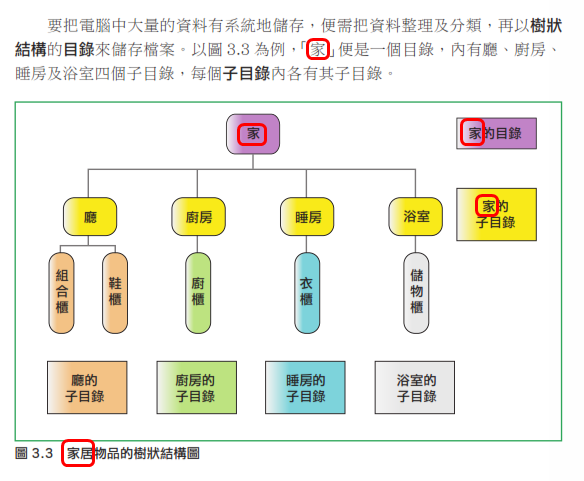 要把電腦中大量的資料有系統地儲存，便需把資料整理及分類，再以樹狀
結構的目錄來儲存檔案。以圖 3.3 為例，「家」便是一個目錄，內有廳、廚房、
睡房及浴室四個子目錄，每個子目錄內各有其子目錄。
家
家的目錄
廳
廚房
睡房
浴室
家的
子目錄
組合櫃
鞋櫃
廚櫃
衣櫃
儲物櫃
廳的
子目錄
廚房的
子目錄
睡房的
子目錄
浴室的
子目錄
圖 3.3 家居物品的樹狀結構圖